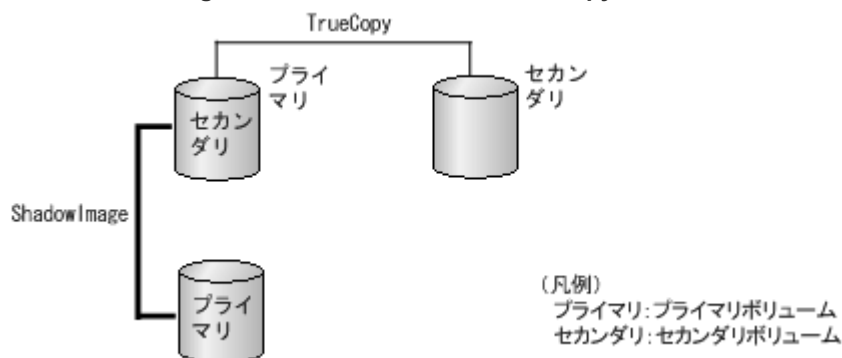 TrueCopy
プライ
マリ
セカン
ダリ
セカン
ダリ
ShadowImage
プライ
マリ
(凡例)
プライマリ:プライマリボリューム
セカンダリ:セカンダリボリューム